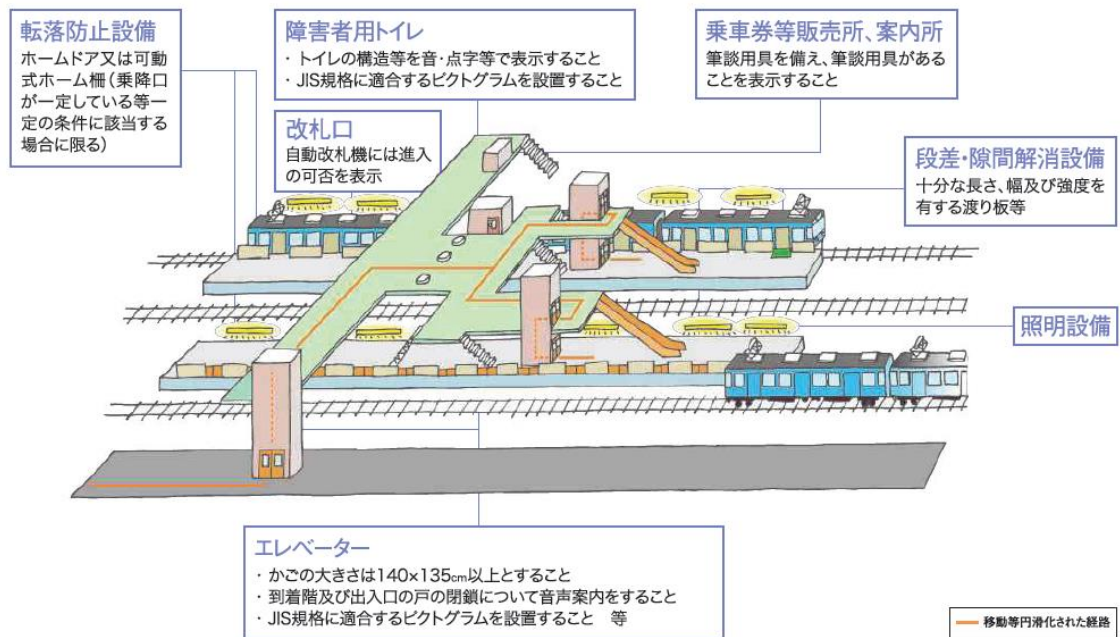 転落防止設備
ホームドア又は可動
式ホーム柵(乗降口
が一定している等一
定の条件に該当する
場合に限る)
障害者用トイレ
・トイレの構造等を音・点字等で表示すること
・JIS規格に適合するピクトグラムを設置すること
乗車券等販売所、案内所
筆談用具を備え、筆談用具がある
ことを表示すること
改札口
自動改札機には進入
の可否を表示
段差・隙間解消設備
十分な長さ、幅及び強度を
有する渡り板等
照明設備
エレベーター
・かごの大きさは140×135cm以上とすること
・到着階及び出入口の戸の閉鎖について音声案内をすること
・JIS規格に適合するピクトグラムを設置すること 等
移動等円滑化された経路